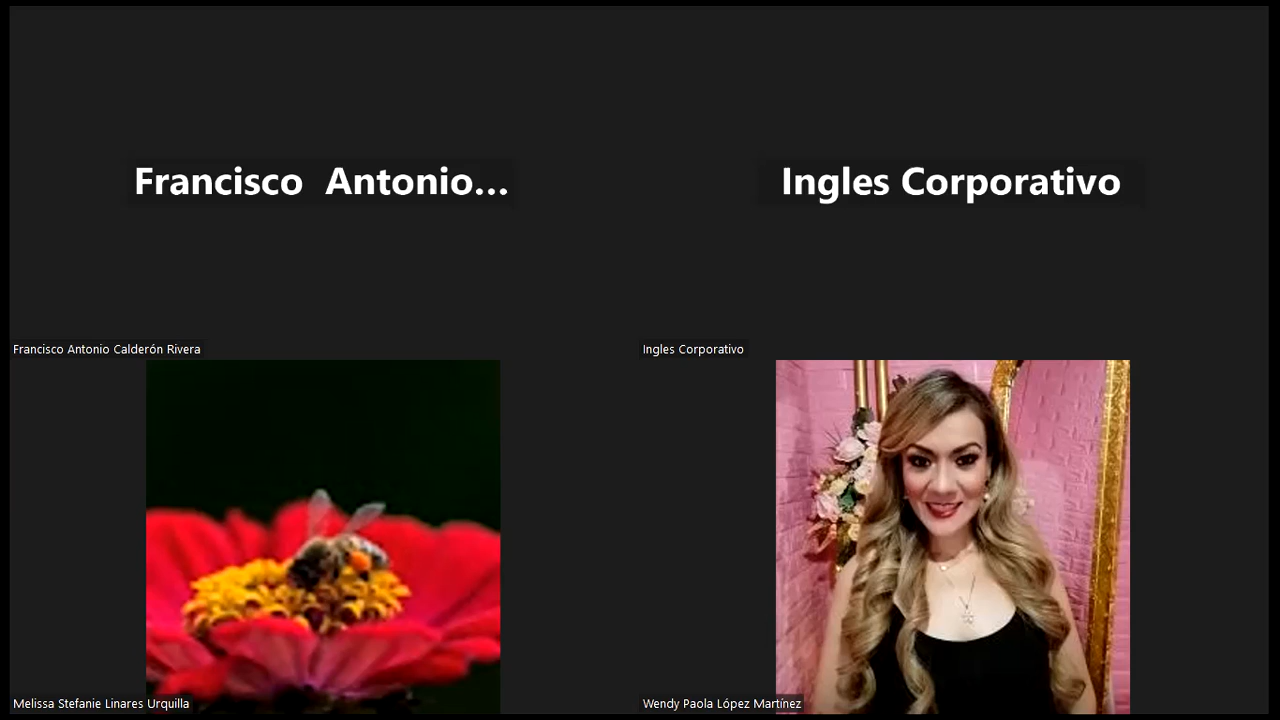 Francisco  Antonio...
Ingles Corporativo
Francisco Antonio Calderón Rivera
Ingles Corporativo
Melissa Stefanie Linares Urquilla
Wendy Paola López Martínez